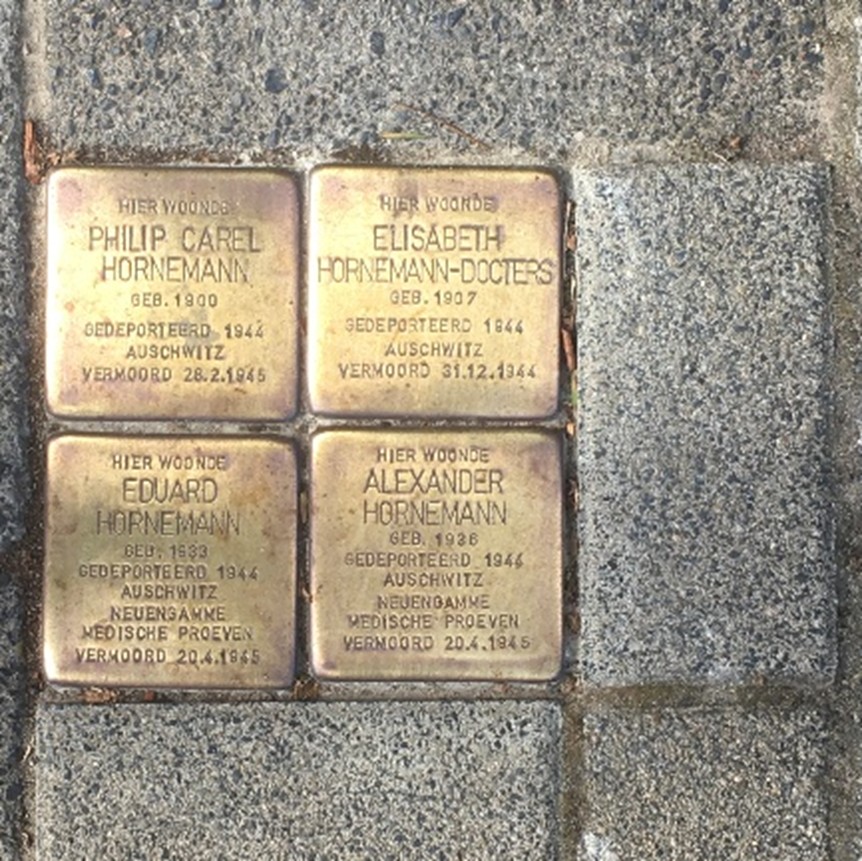 HIER WOONDE
PHILIP CAREL
HORNEMANN
GEB. 1900
GEDEPORTEERD 1944
AUSCHWITZ
VERMOORD 28.2.1945
HIER WOONDE
ELISABETH
HORNEMANN-DOCTERS
GEB. 1907
GEDEPORTEERD 1944
AUSCHWITZ
VERMOORD 31.12.1944
HIER WOONDE
EDUARD
HORNEMANN
GEB. 1933
GEDEPORTEERD 1944
AUSCHWITZ
NEUENGAMME
MEDISCHE PROEVEN
VERMOORD 20.4.1945
HIER WOONDE
ALEXANDER
HORNEMANN
GEB. 1936
GEDEPORTEERD 1944
AUSCHWITZ
NEUENGAMME
MEDISCHE PROEVEN
VERMOORD 20.4.1945